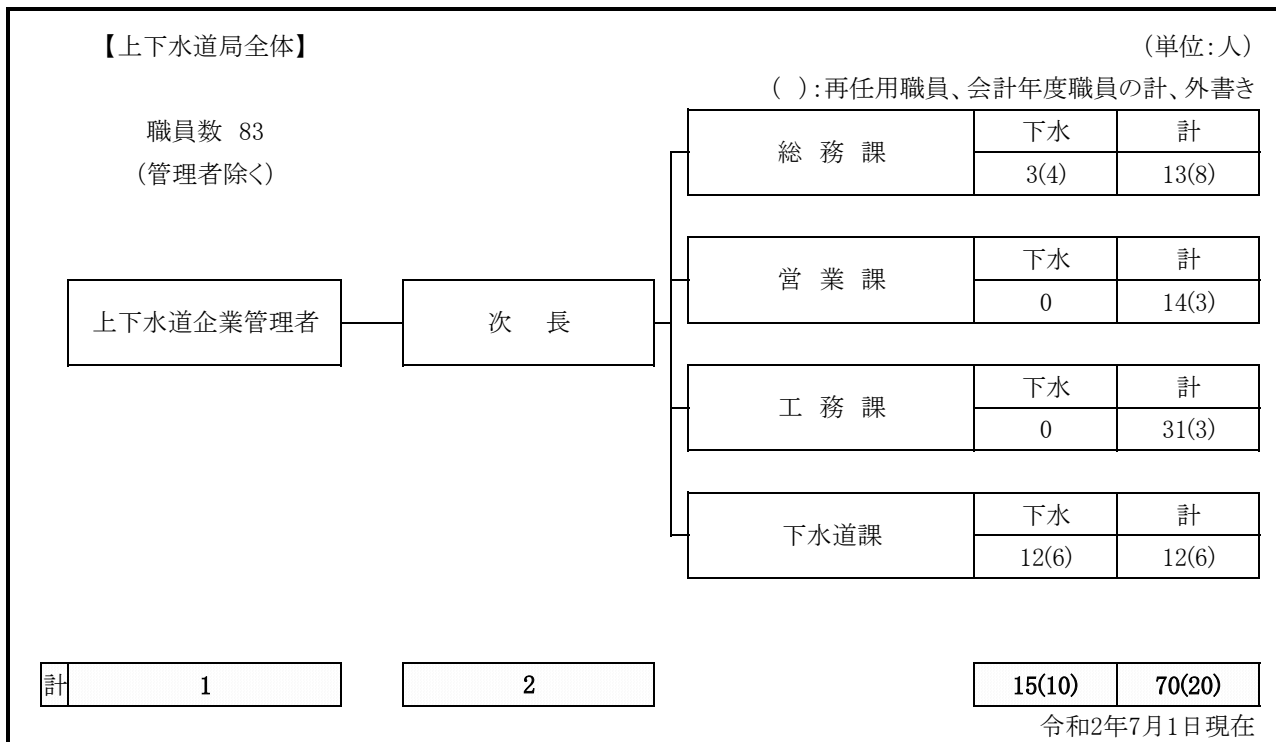 【上下水道局全体】
(単位:人)
( ):再任用職員、会計年度職員の計、外書き
職員数 83
(管理者除く)
総務課
下水 計
3(4) 13(8)
営業課
下水 計
0 14(3)
上下水道企業管理者
次 長
工務課
下水 計
0 31(3)
下水道課
下水 計
12(6) 12(6)
計 1 2 15(10) 70(20)
令和2年7月1日現在